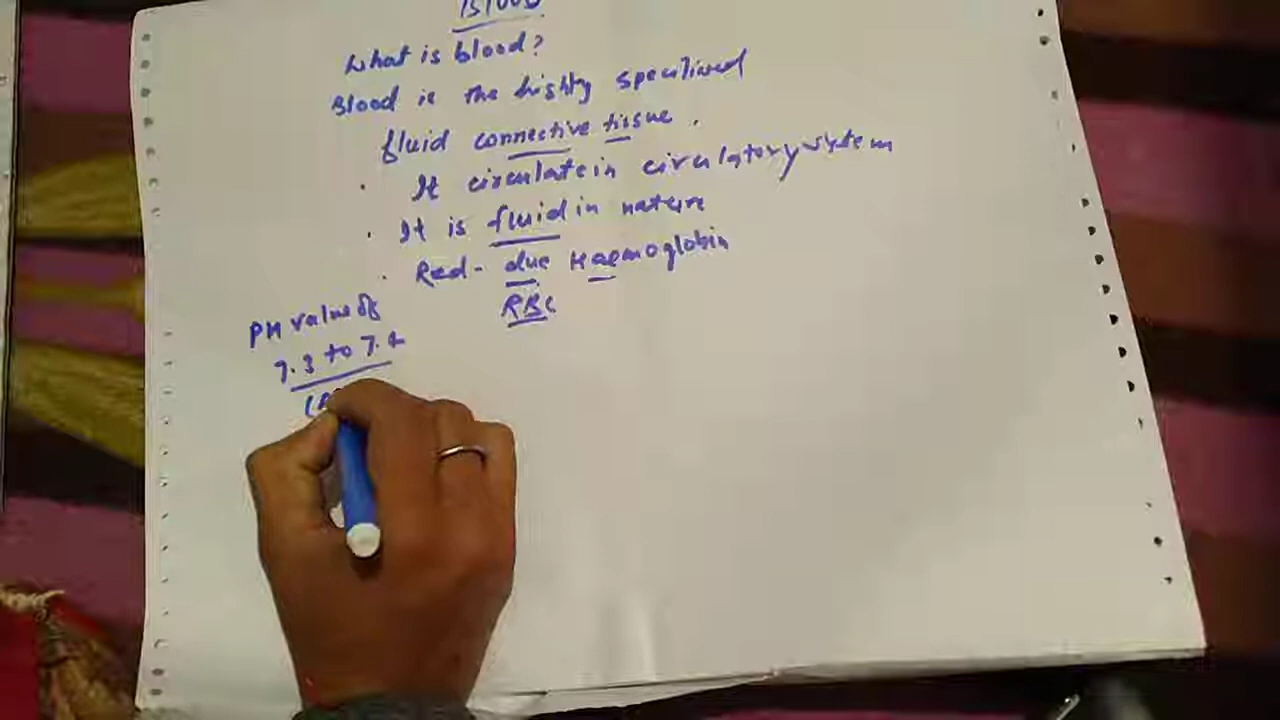 Blood
What is blood?
Blood is the highly specilised
fluid connective tissue.
. It circulate in circulatory system
. It is fluid in nature
. Red - due Haemoglobin
RBC
PH value of
7.3 to 7.4